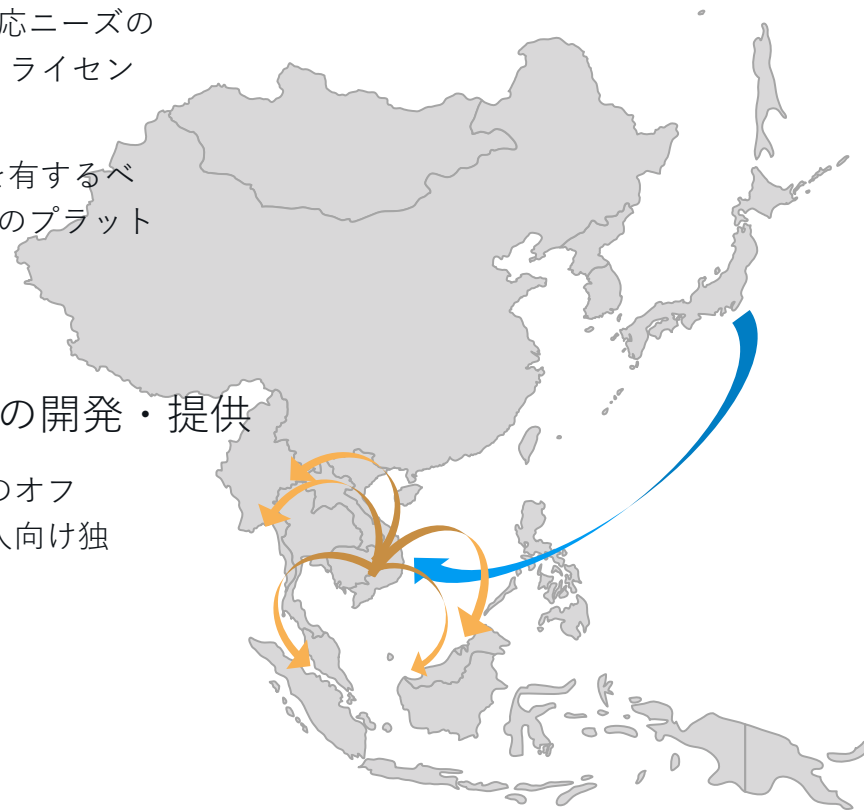 応ニーズの
ライセン
を有するベ
のプラット
の開発・提供
のオフ
人向け独